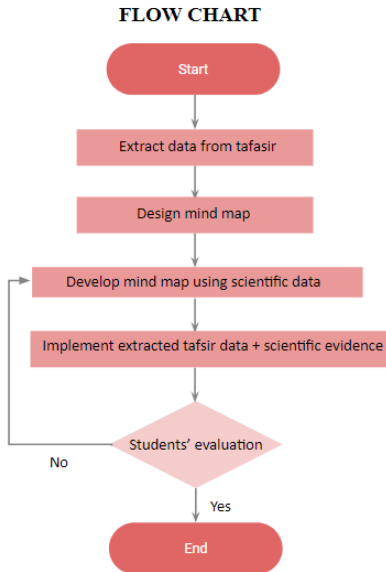 FLOW CHART
Start
Extract data from tafasir
Design mind map
Develop mind map using scientific data
Implement extracted tafsir data + scientific evidence
Students’ evaluation
No
Yes
End